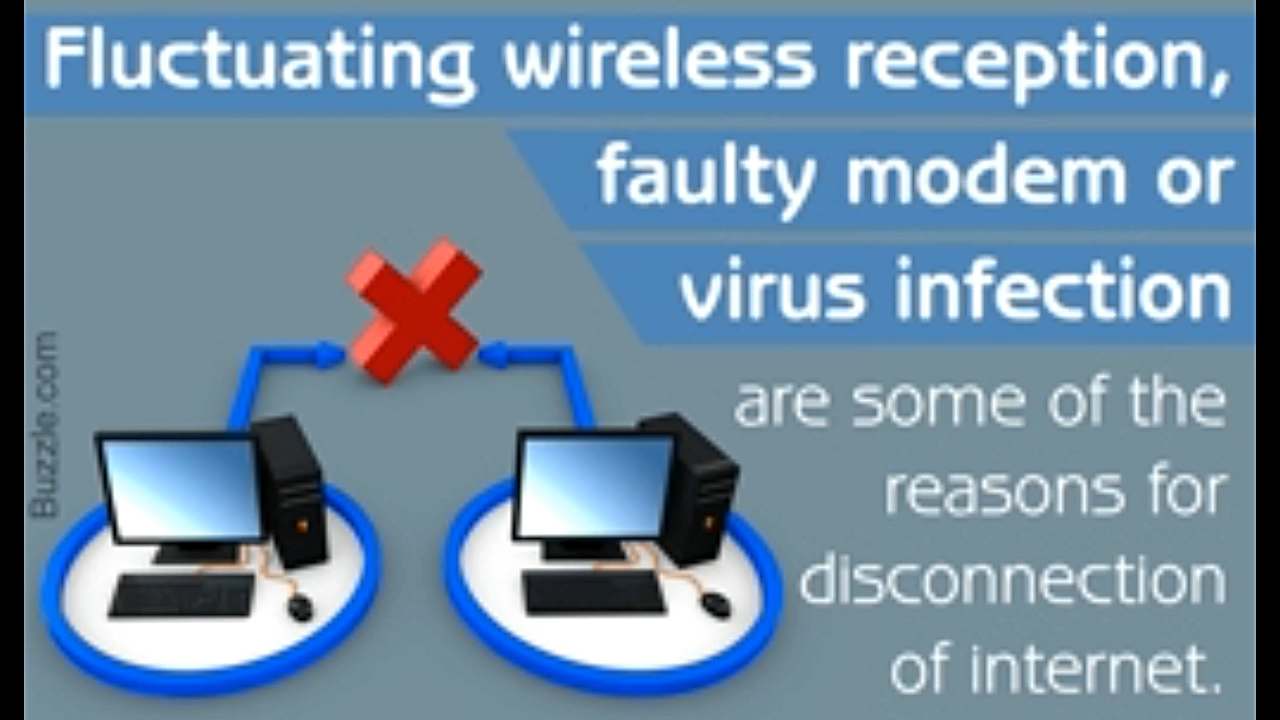 Fluctuating wireless reception,
faulty modem or
virus infection
are some of the
reasons for
disconnection
of internet.
Buzzle.com